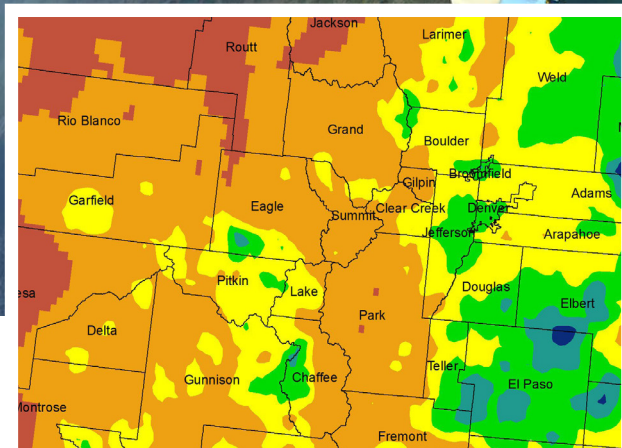 Jackson
Larimer
Routt
Weld
Rio Blanco
Grand
Boulder
Broomfield
Gilpin
Garfield
Eagle
Adams
Summit
Clear Creek
Denver
Jefferson
Arapahoe
Pitkin
Lake
Douglas
esa
Elbert
Park
Delta
Teller
Gunnison
Chaffee
El Paso
Montrose
Fremont